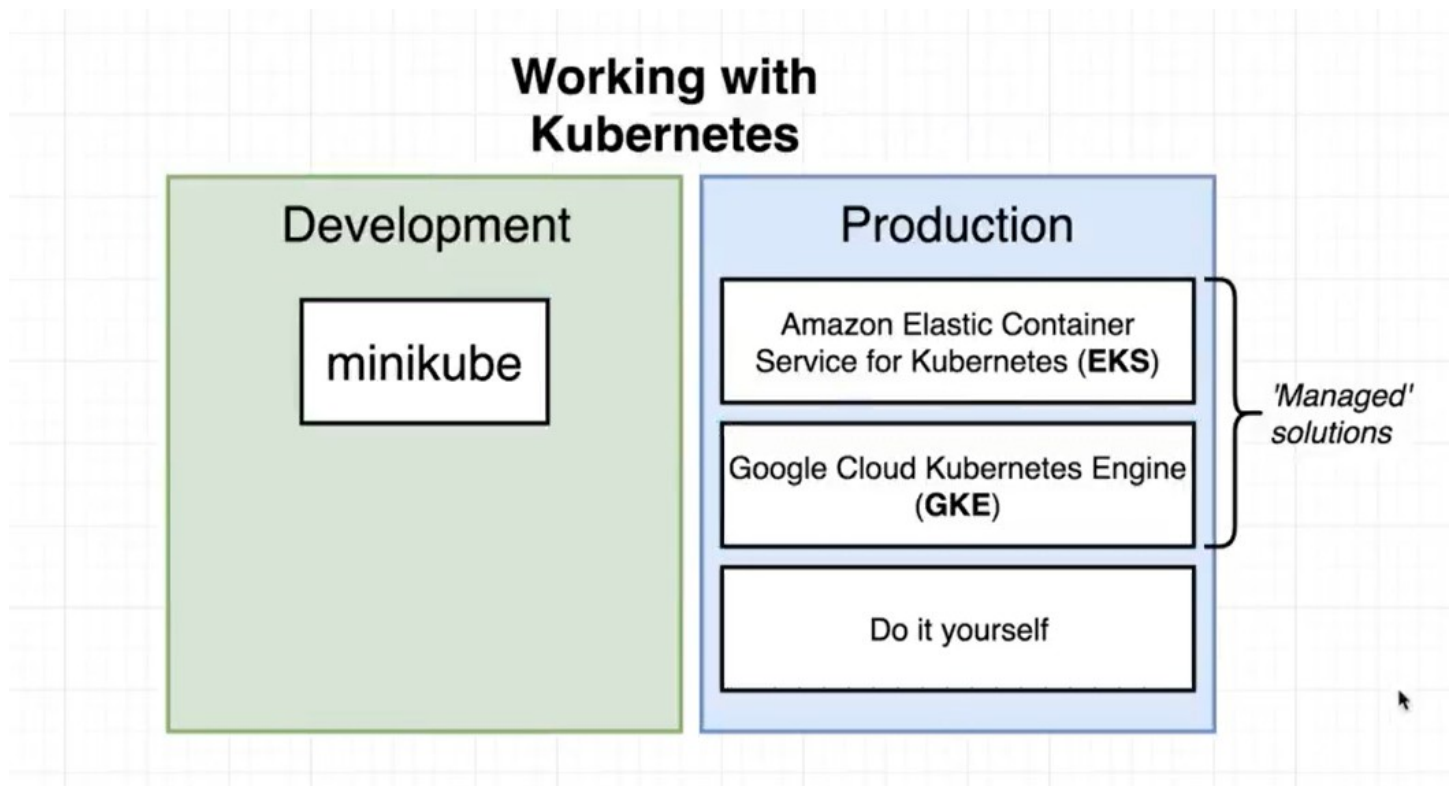 Working with
Kubernetes
Development
minikube
Production
Amazon Elastic Container
Service for Kubernetes (EKS)
Google Cloud Kubernetes Engine
(GKE)
Do it yourself
'Managed'
solutions